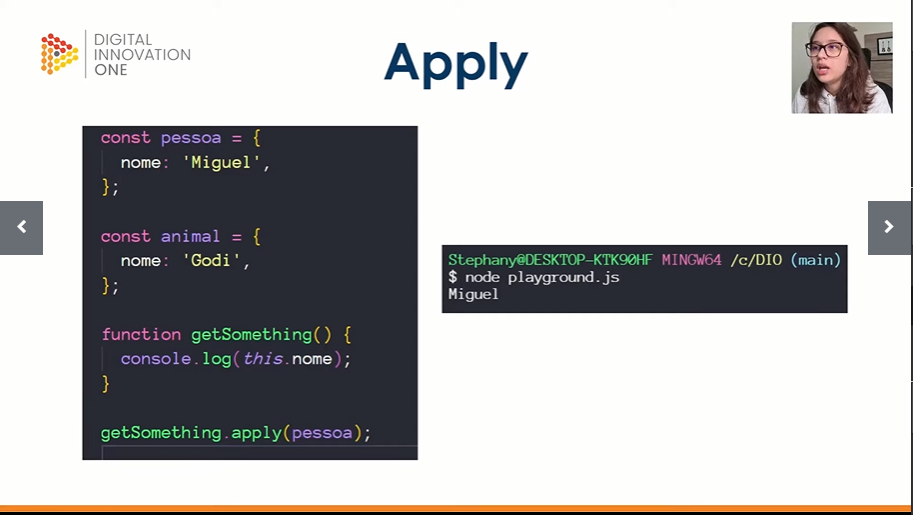 DIGITAL
INNOVATION
ONE
Apply
const pessoa = {
nome: 'Miguel',
};
const animal = {
nome: 'Godi',
};
function getSomething() {
console.log(this.nome);
}
getSomething.apply(pessoa);
Stephany@DESKTOP-KTK90HF MINGW64 /c/DIO (main)
$ node playground.js
Miguel